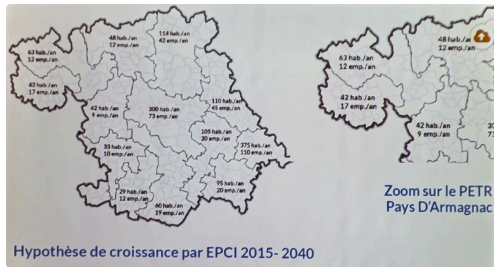 48 hab./an
12 emp./an
114 hab./an
42 emp./an
63 hab./an
12 emp./an
42 hab./an
17 emp./an
42 hab./an
9 emp./an
300 hab./an
73 emp./an
110 hab./an
45 emp./an
105 hab./an
20 emp./an
33 hab./an
10 emp./an
375 hab./an
110 emp./an
95 hab./an
20 emp./an
29 hab./an
12 emp./an
60 hab./an
19 emp./an
Hypothèse de croissance par EPCI 2015- 2040
48 hab./an
12 emp./an
63 hab./an
12 emp./an
42 hab./an
17 emp./an
42 hab./an
9 emp./an
30
73
Zoom sur le PETR
Pays D'Armagnac